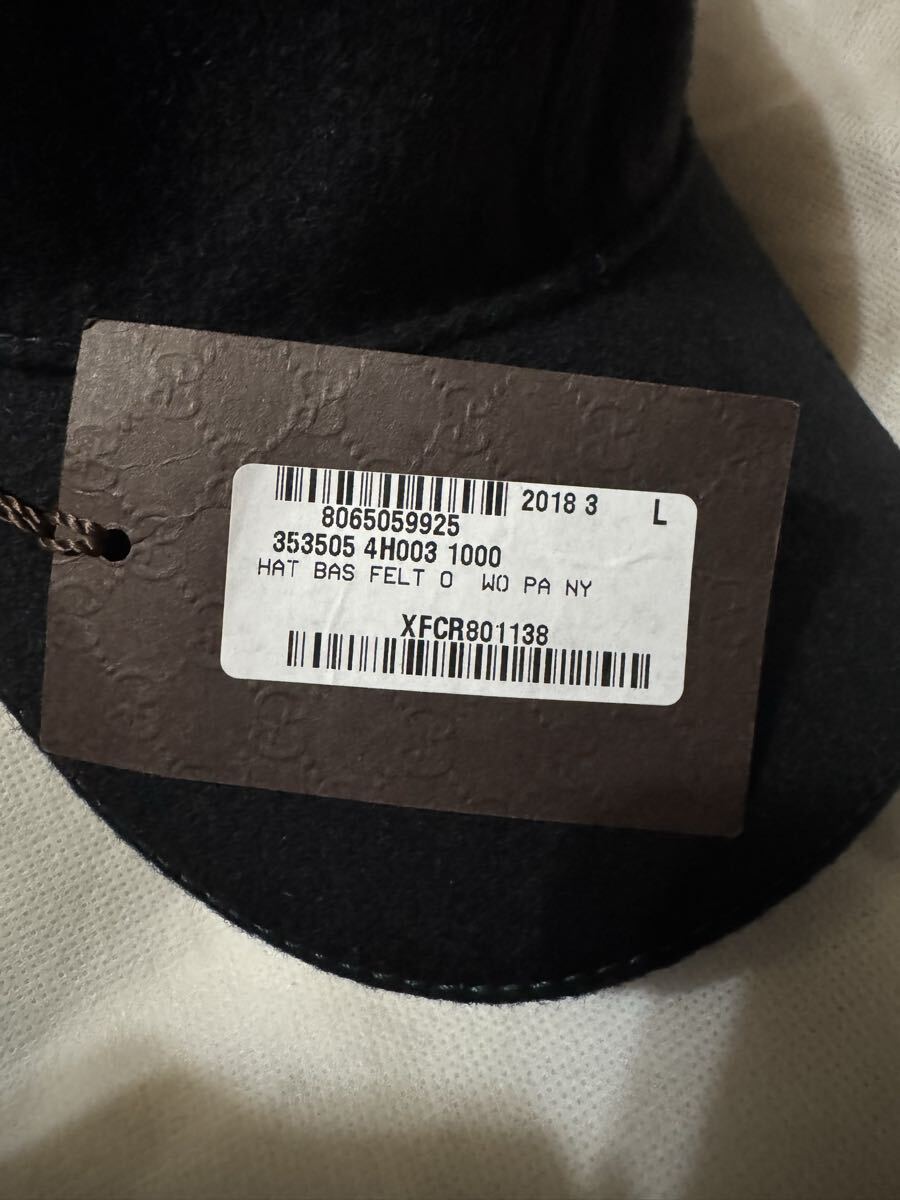 2018 3 L
8065059925
353505 4H003 1000
HAT BAS FELT O WO PA NY
XFCR801138